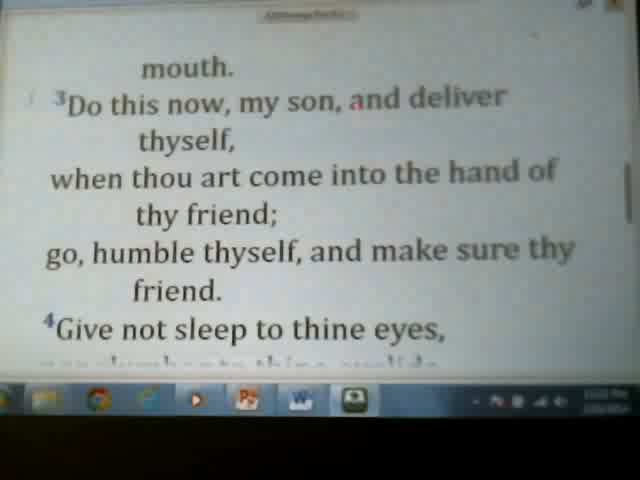 mouth.
3Do this now, my son, and deliver
thyself,
when thou art come into the hand of
thy friend;
go, humble thyself, and make sure thy
friend.
4Give not sleep to thine eyes,